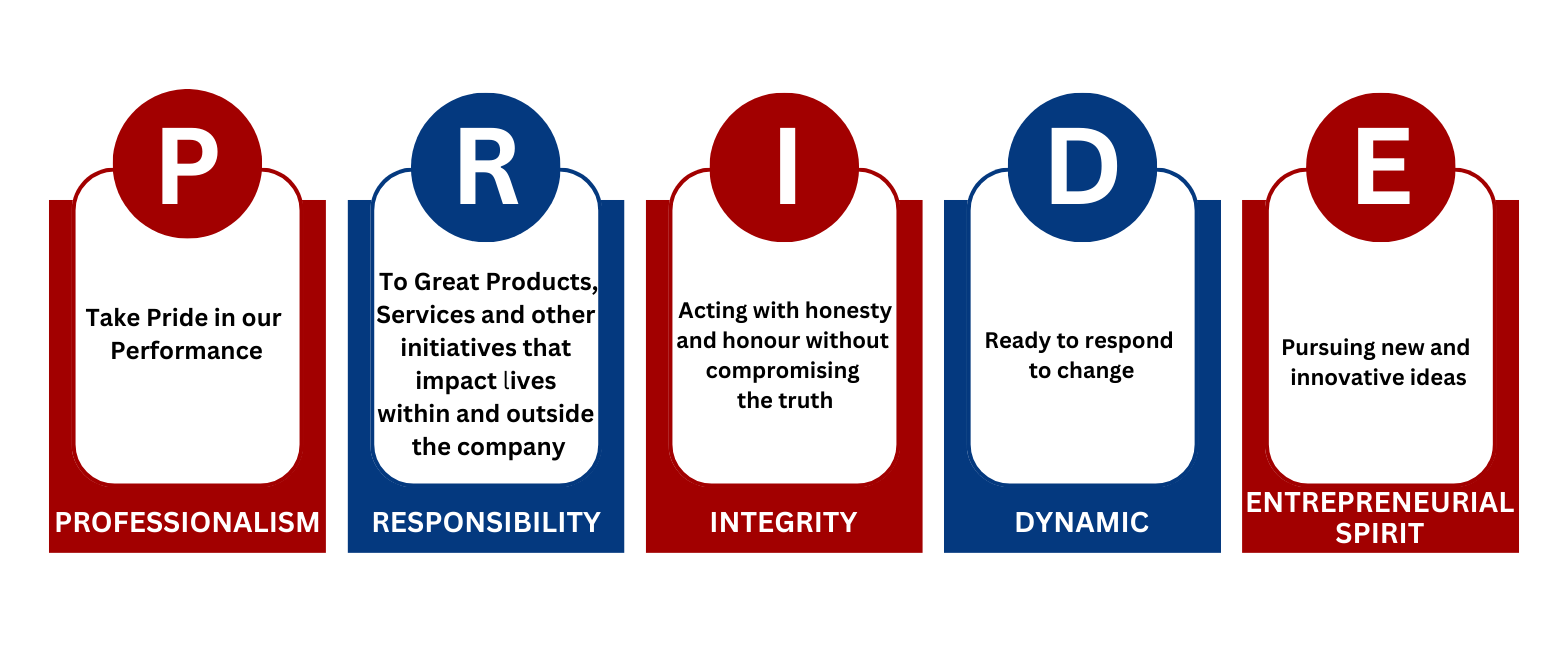 P
Take Pride in our
Performance
PROFESSIONALISM
R
To Great Products,
Services and other
initiatives that
impact lives
within and outside
the company
RESPONSIBILITY
I
Acting with honesty
and honour without
compromising
the truth
INTEGRITY
D
Ready to respond
to change
DYNAMIC
E
Pursuing new and
innovative ideas
ENTREPRENEURIAL
SPIRIT